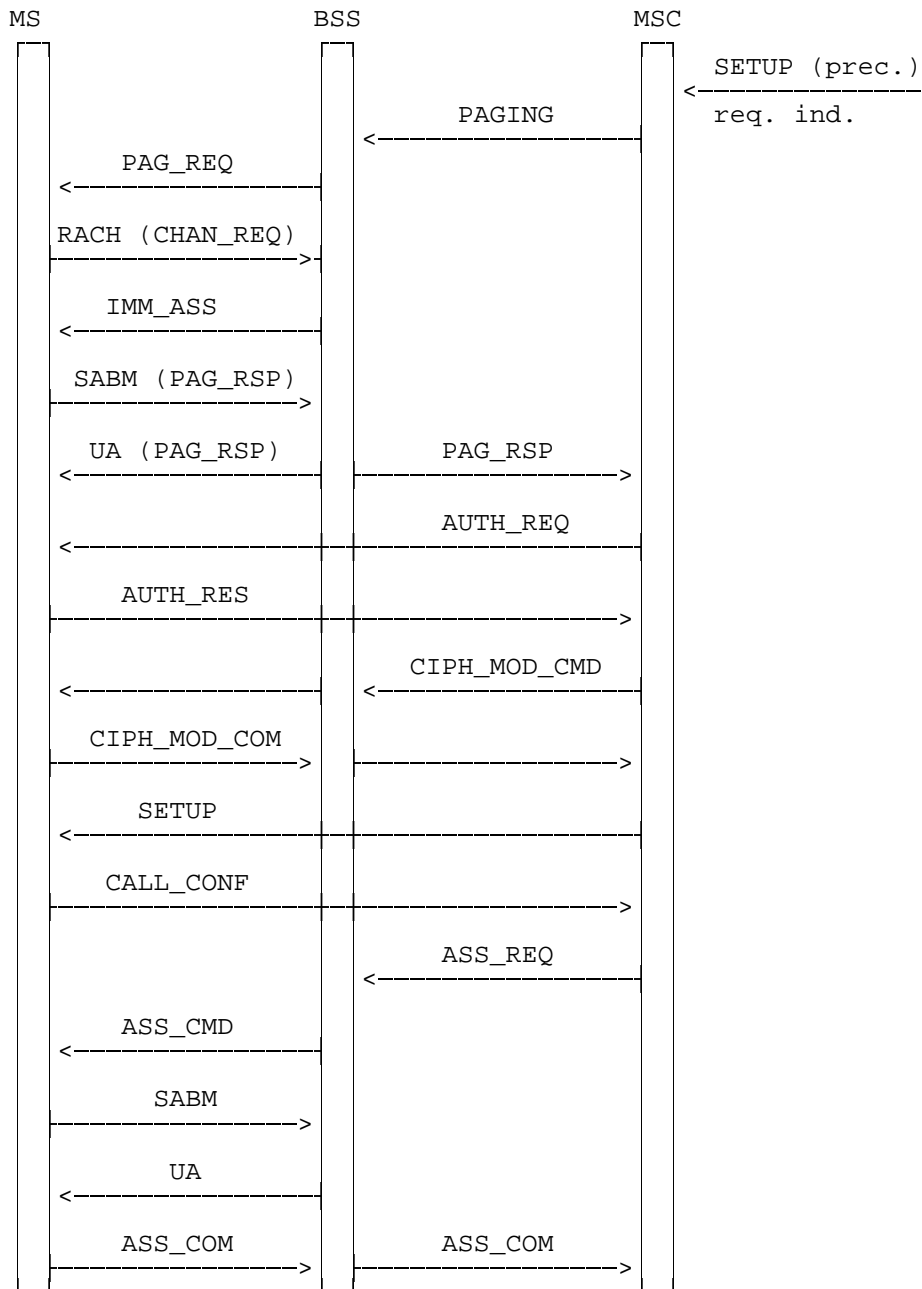 MS BSS MSC
SETUP (prec.)
PAGING req. ind.
PAG_REQ
RACH (CHAN_REQ)
IMM_ASS
SABM (PAG_RSP)
UA (PAG_RSP) PAG_RSP
AUTH_REQ
AUTH_RES
CIPH_MOD_CMD
CIPH_MOD_COM
SETUP
CALL_CONF
ASS_REQ
ASS_CMD
SABM
UA
ASS_COM ASS_COM